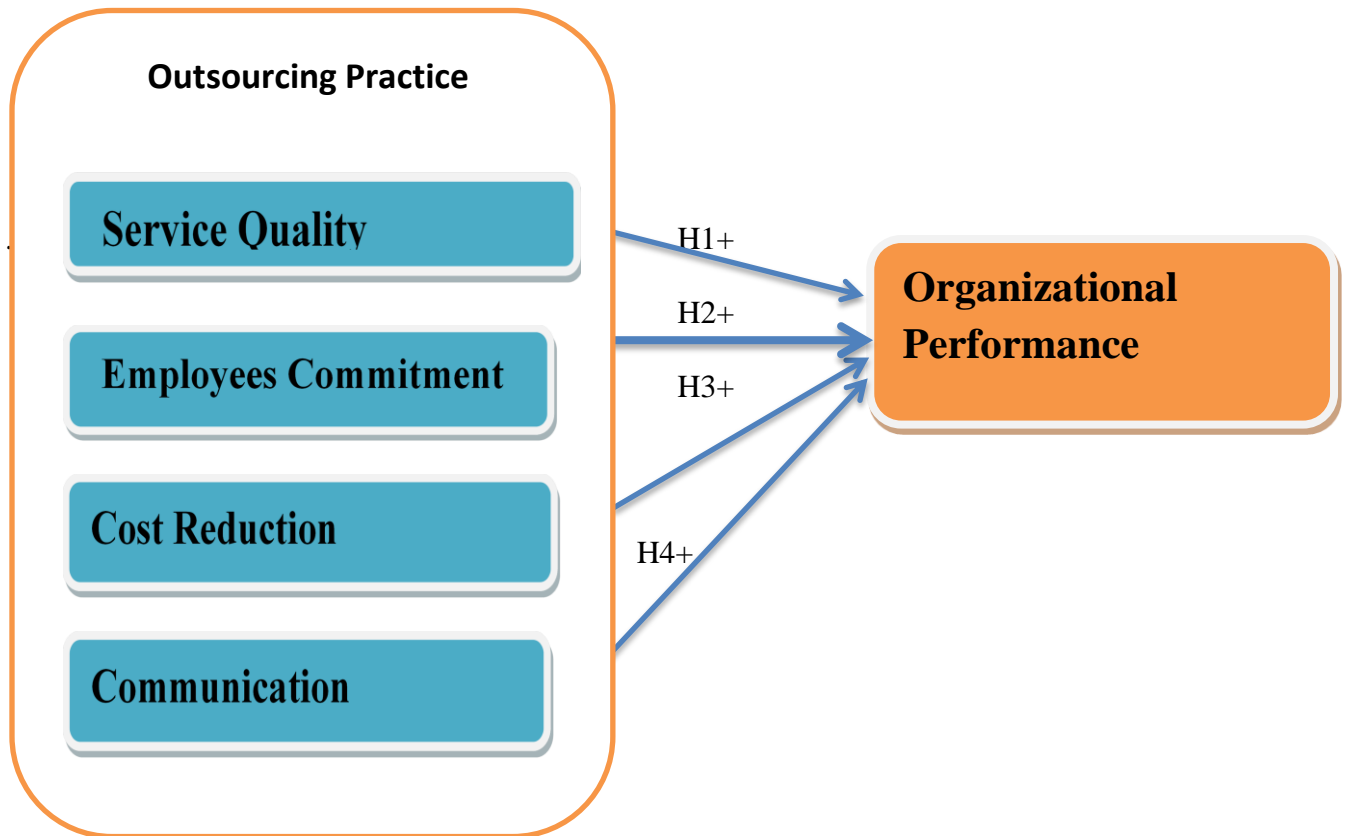 Outsourcing Practice
Service Quality
H1+
Organizational
Performance
H2+
Employees Commitment
H3+
Cost Reduction
H4+
Communication